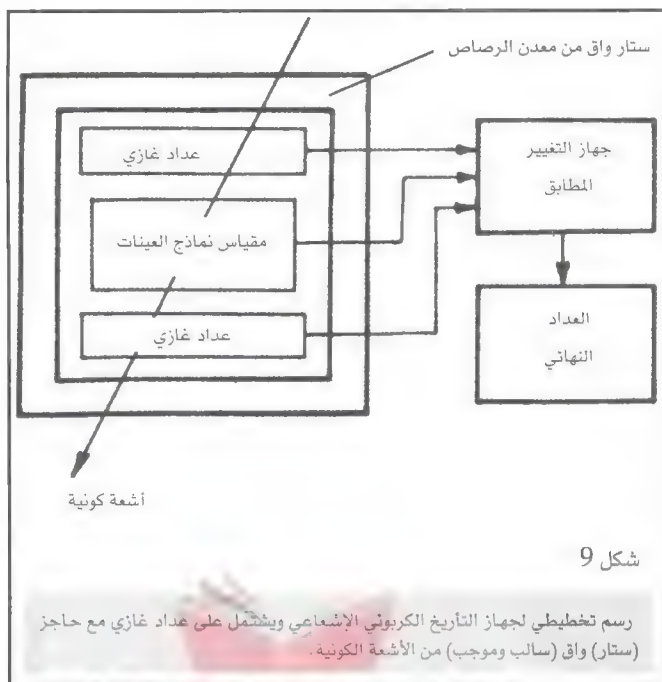 ستار واق من معدن الرصاص
عداد غازي
جهاز التغيير
المطابق
مقياس نماذج العينات
عداد غازي
العداد
النهائي
أشعة كونية
شكل 9
رسم تخطيطي لجهاز التأريخ الكربوني الإشعاعي ويشتمل على عداد غازي مع حاجز
(ستار) واق (سالب وموجب) من الأشعة الكونية.